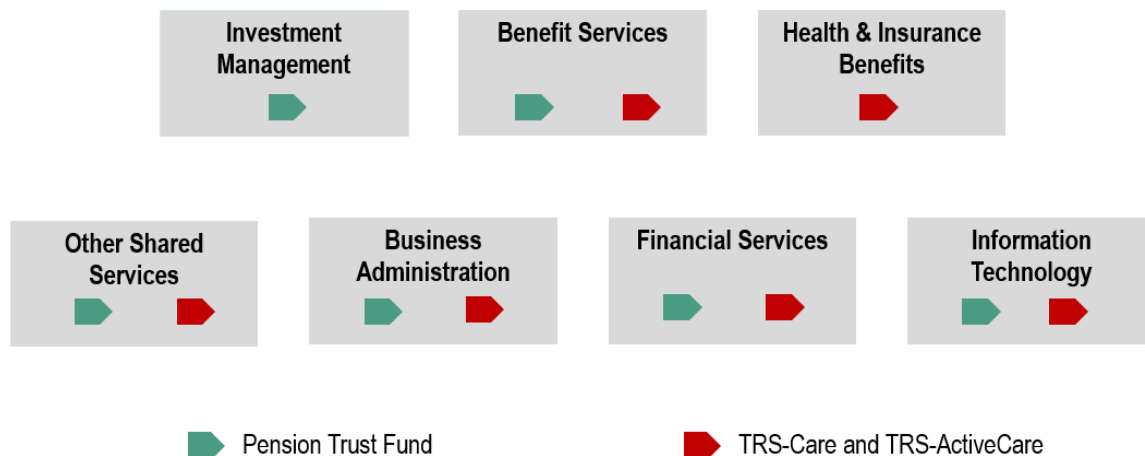 Investment
Management
Benefit Services
Health & Insurance
Benefits
Other Shared
Services
Business
Administration
Financial Services
Information
Technology
Pension Trust Fund
TRS-Care and TRS-ActiveCare